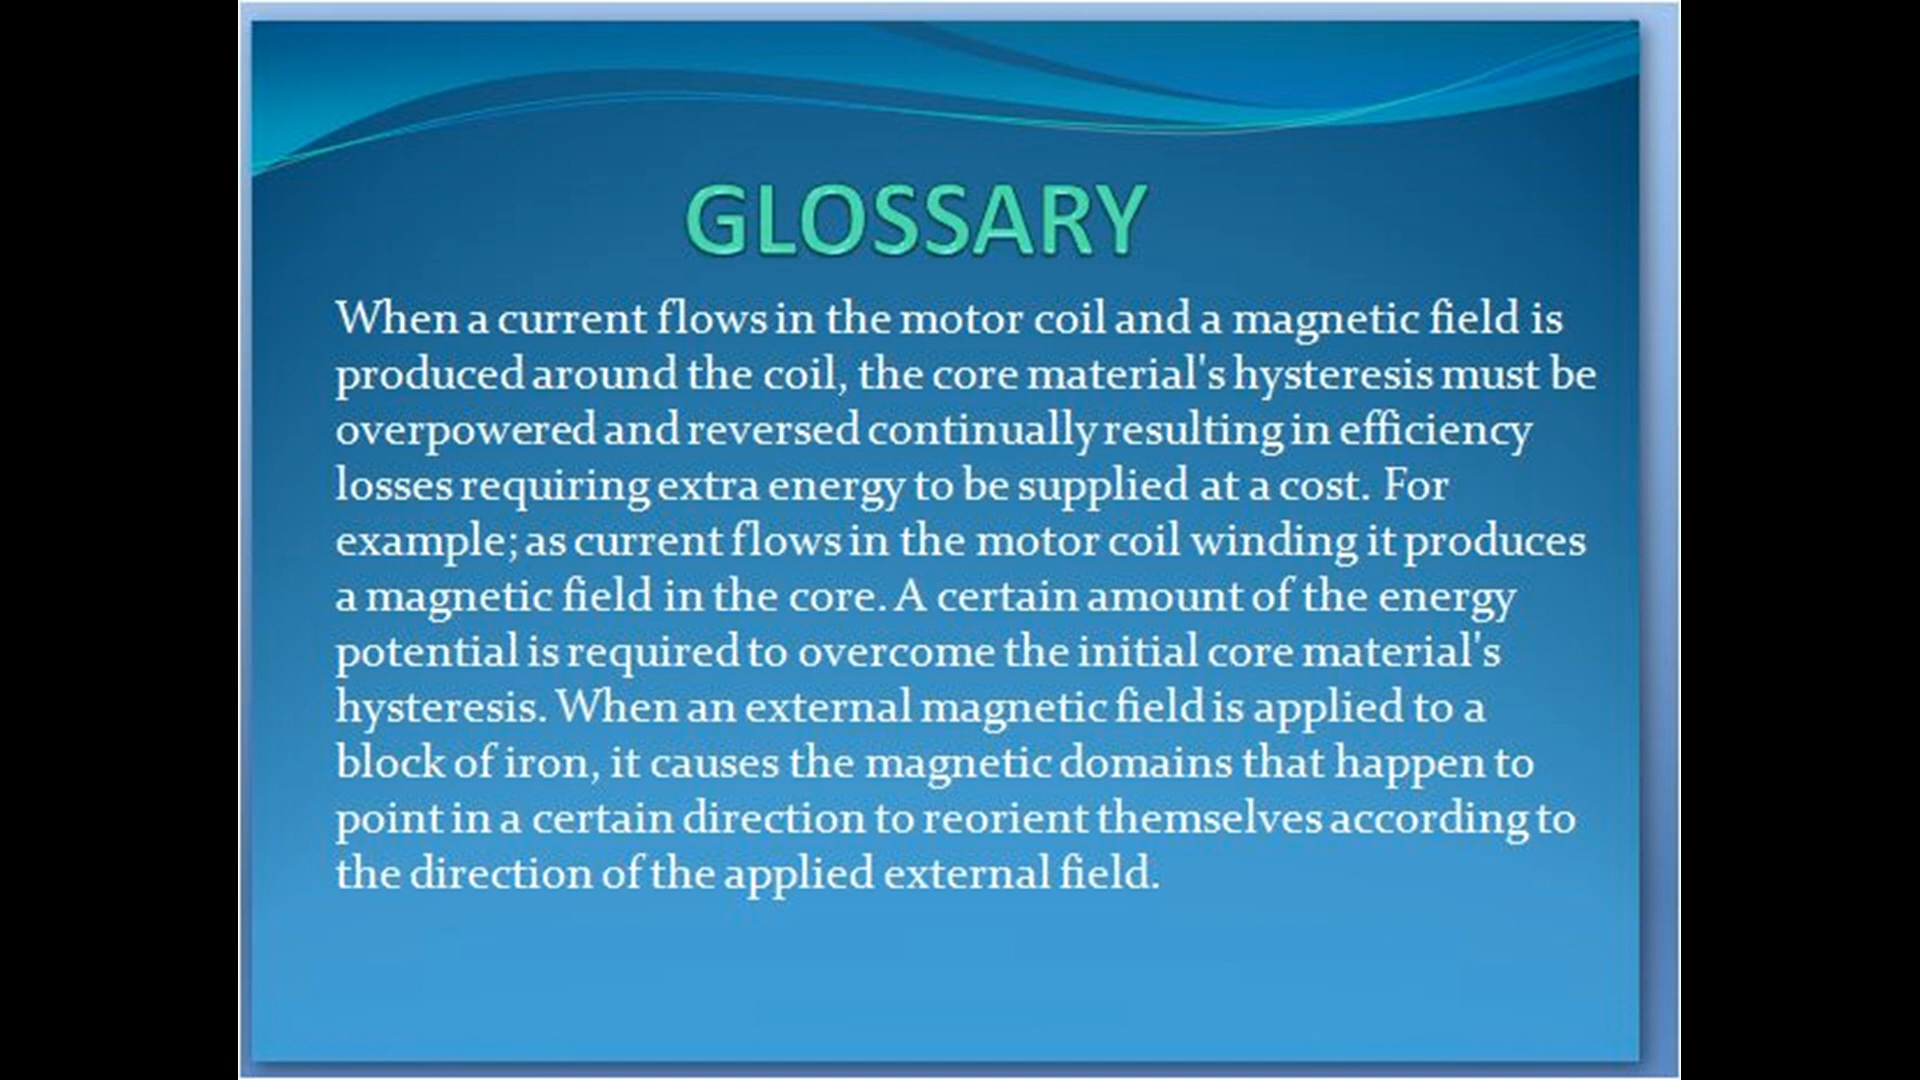 GLOSSARY
When a current flows in the motor coil and a magnetic field is
produced around the coil, the core material's hysteresis must be
overpowered and reversed continually resulting in efficiency
losses requiring extra energy to be supplied at a cost. For
example; as current flows in the motor coil winding it produces
a magnetic field in the core. A certain amount of the energy
potential is required to overcome the initial core material's
hysteresis. When an external magnetic field is applied to a
block of iron, it causes the magnetic domains that happen to
point in a certain direction to reorient themselves according to
the direction of the applied external field.